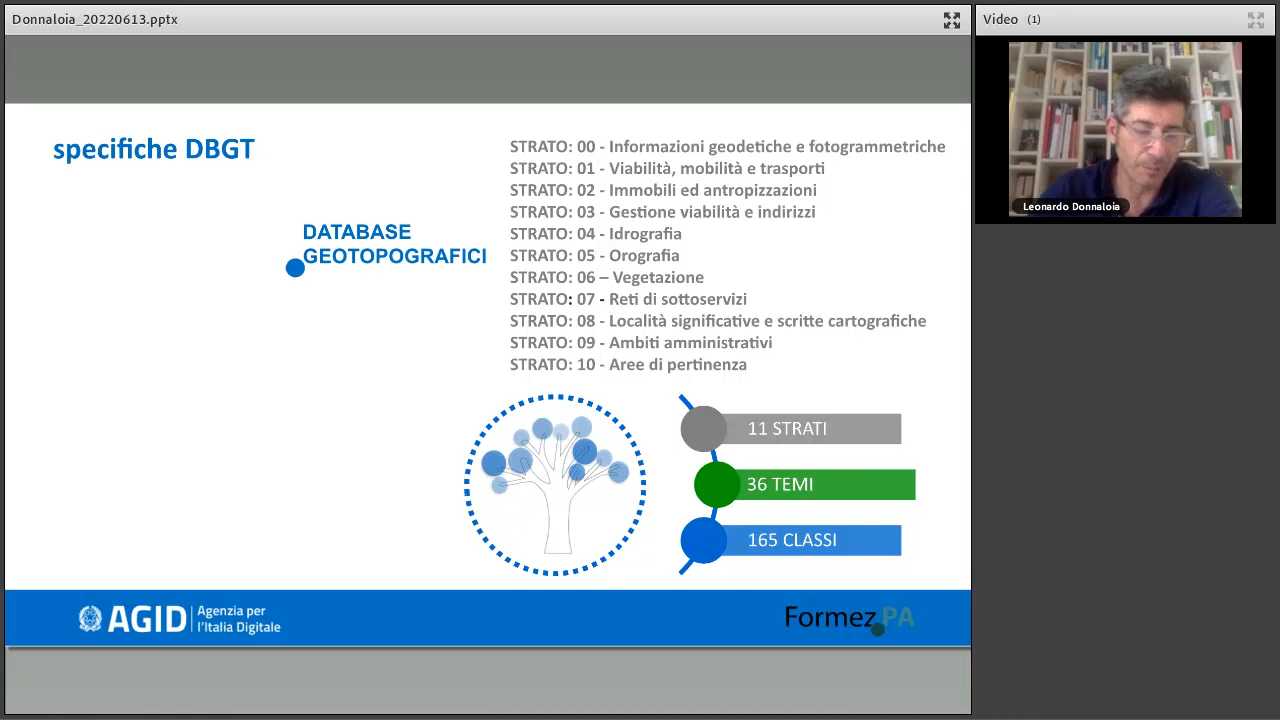 Donnaloia_20220613.pptx
Video (1)
Leonardo Donnaloia
specifiche DBGT
DATABASE
GEOTOPOGRAFICI
STRATO: 00 - Informazioni geodetiche e fotogrammetriche
STRATO: 01 - Viabilità, mobilità e trasporti
STRATO: 02 - Immobili ed antropizzazioni
STRATO: 03 - Gestione viabilità e indirizzi
STRATO: 04 - Idrografia
STRATO: 05 - Orografia
STRATO: 06 – Vegetazione
STRATO: 07 - Reti di sottoservizi
STRATO: 08 - Località significative e scritte cartografiche
STRATO: 09 - Ambiti amministrativi
STRATO: 10 - Aree di pertinenza
11 STRATI
36 TEMI
165 CLASSI
AGID
Agenzia per
l'Italia Digitale
Formez PA